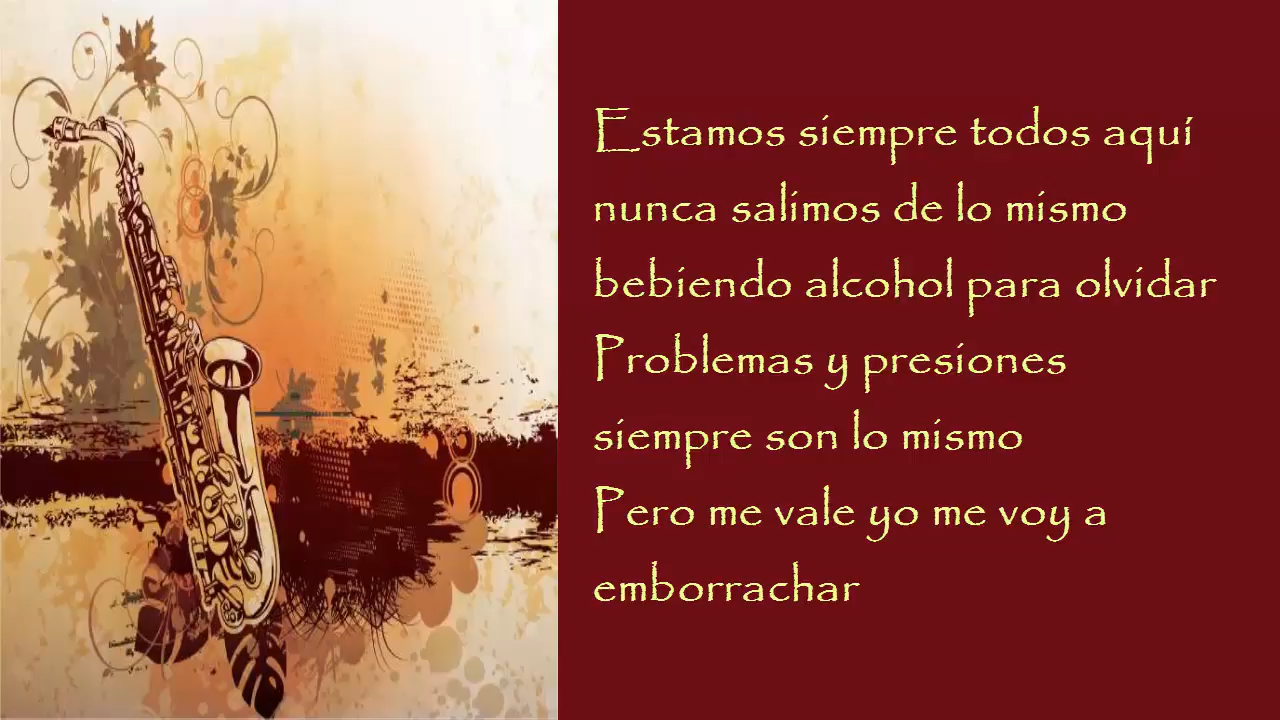 Estamos siempre todos aquí
nunca salimos de lo mismo
bebiendo alcohol para olvidar
Problemas y presiones
siempre son lo mismo
Pero me vale yo me voy a
emborrachar